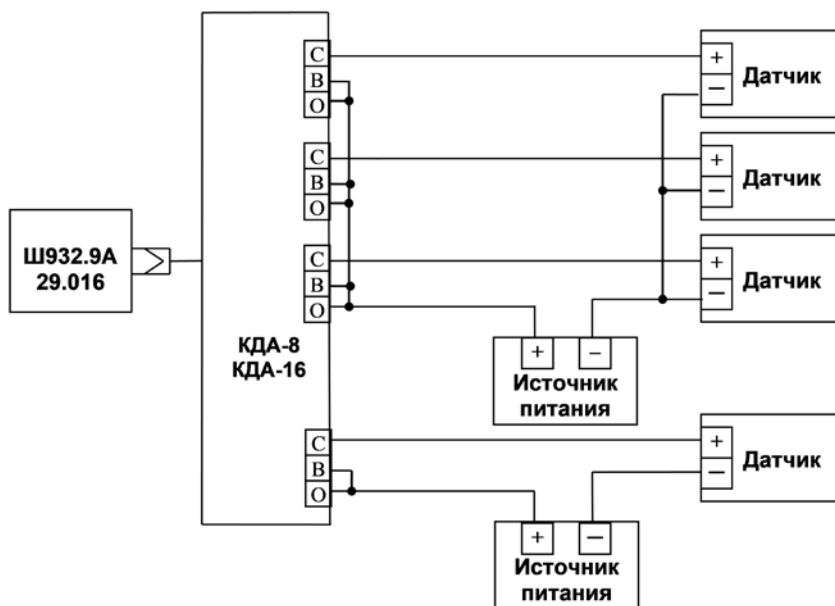 С
В
О
+
—
Датчик
С
В
О
+
—
Датчик
Ш932.9А
29.016
С
В
О
+
—
Датчик
КДА-8
КДА-16
+
—
Источник
питания
С
В
О
+
—
Датчик
+
—
Источник
питания